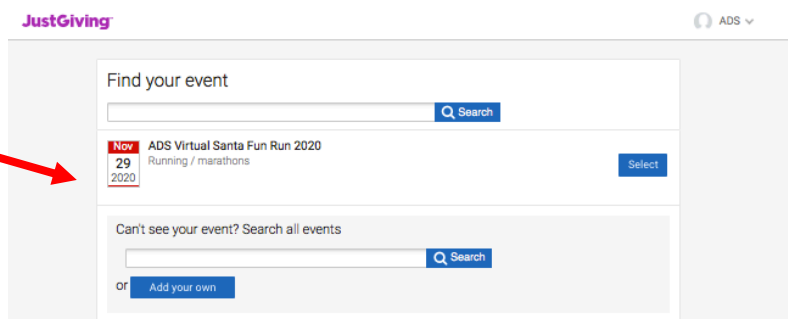 JustGiving
ADS
Find your event
Search
Nov
29
2020
ADS Virtual Santa Fun Run 2020
Running / marathons
Select
Can't see your event? Search all events
Search
or Add your own